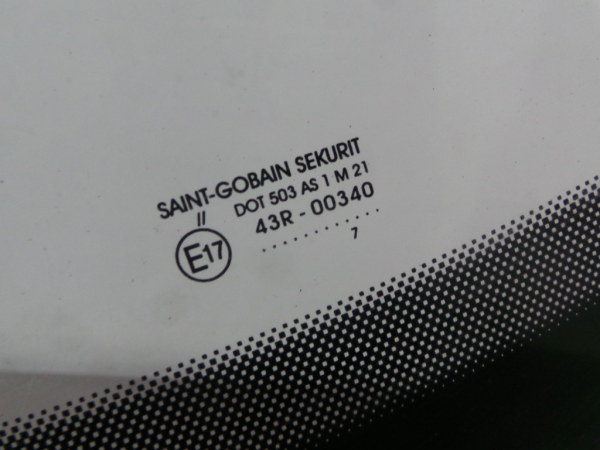 SAINT-GOBAIN SEKURIT
II
DOT 503 AS 1 M 21
E17
43R - 00340
7